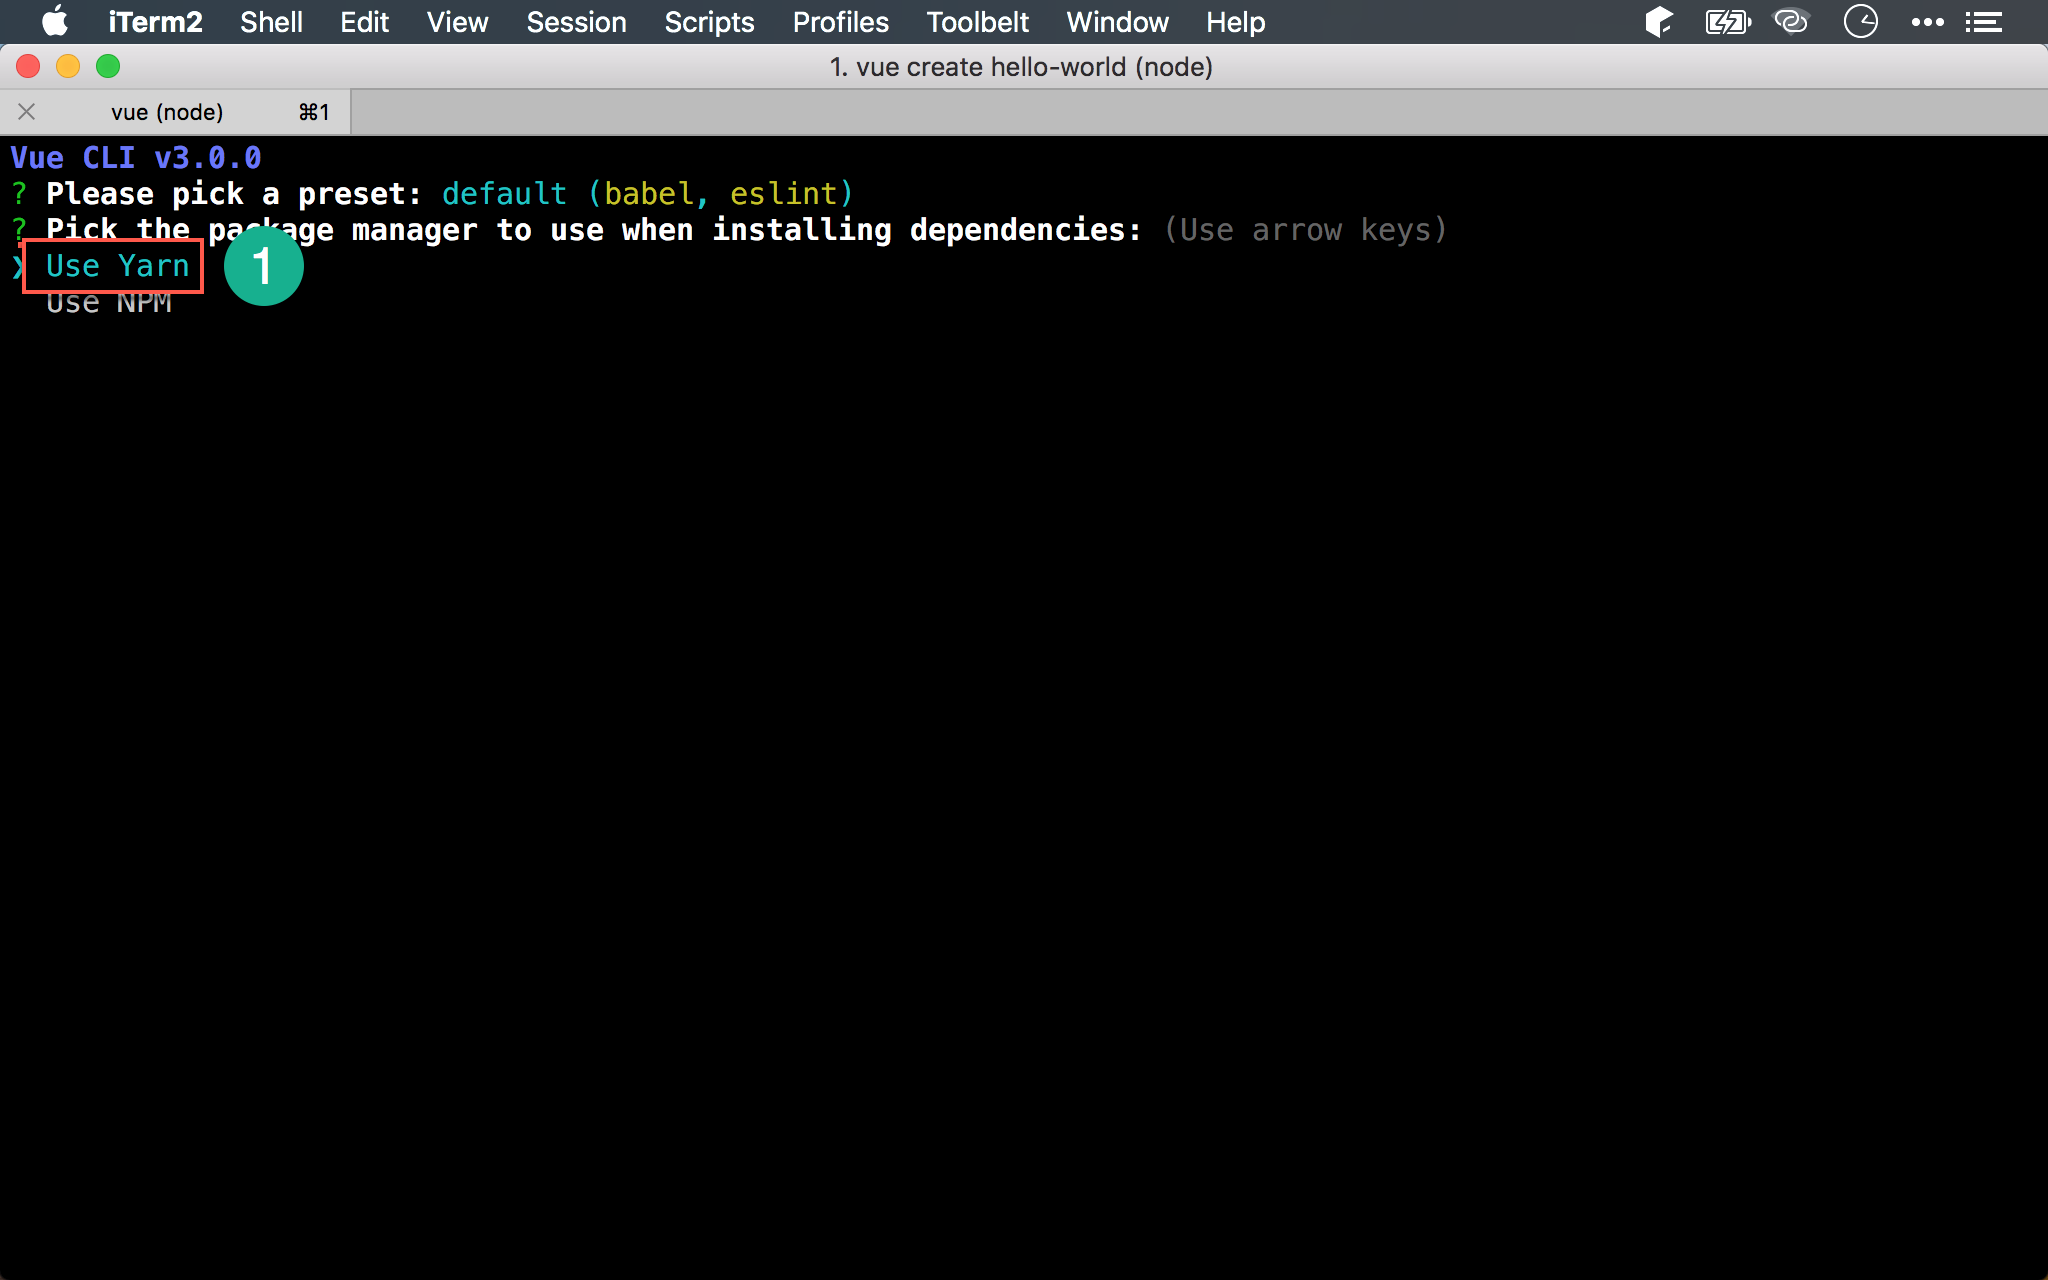 iTerm2 Shell Edit View Session Scripts Profiles Toolbelt Window Help
1. vue create hello-world (node)
vue (node) ⌘1
Vue CLI v3.0.0
? Please pick a preset: default (babel, eslint)
? Pick the package manager to use when installing dependencies: (Use arrow keys)
❯ Use Yarn 1
Use NPM